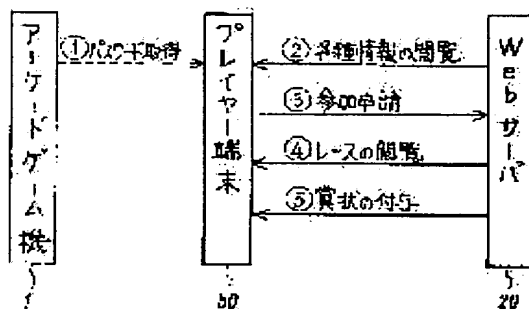 アーケードゲーム機
①パスワード取得
プレイヤー端末
②各種情報の閲覧
③参加申請
④レースの閲覧
⑤賞状の付与
Webサーバ
1
50
20